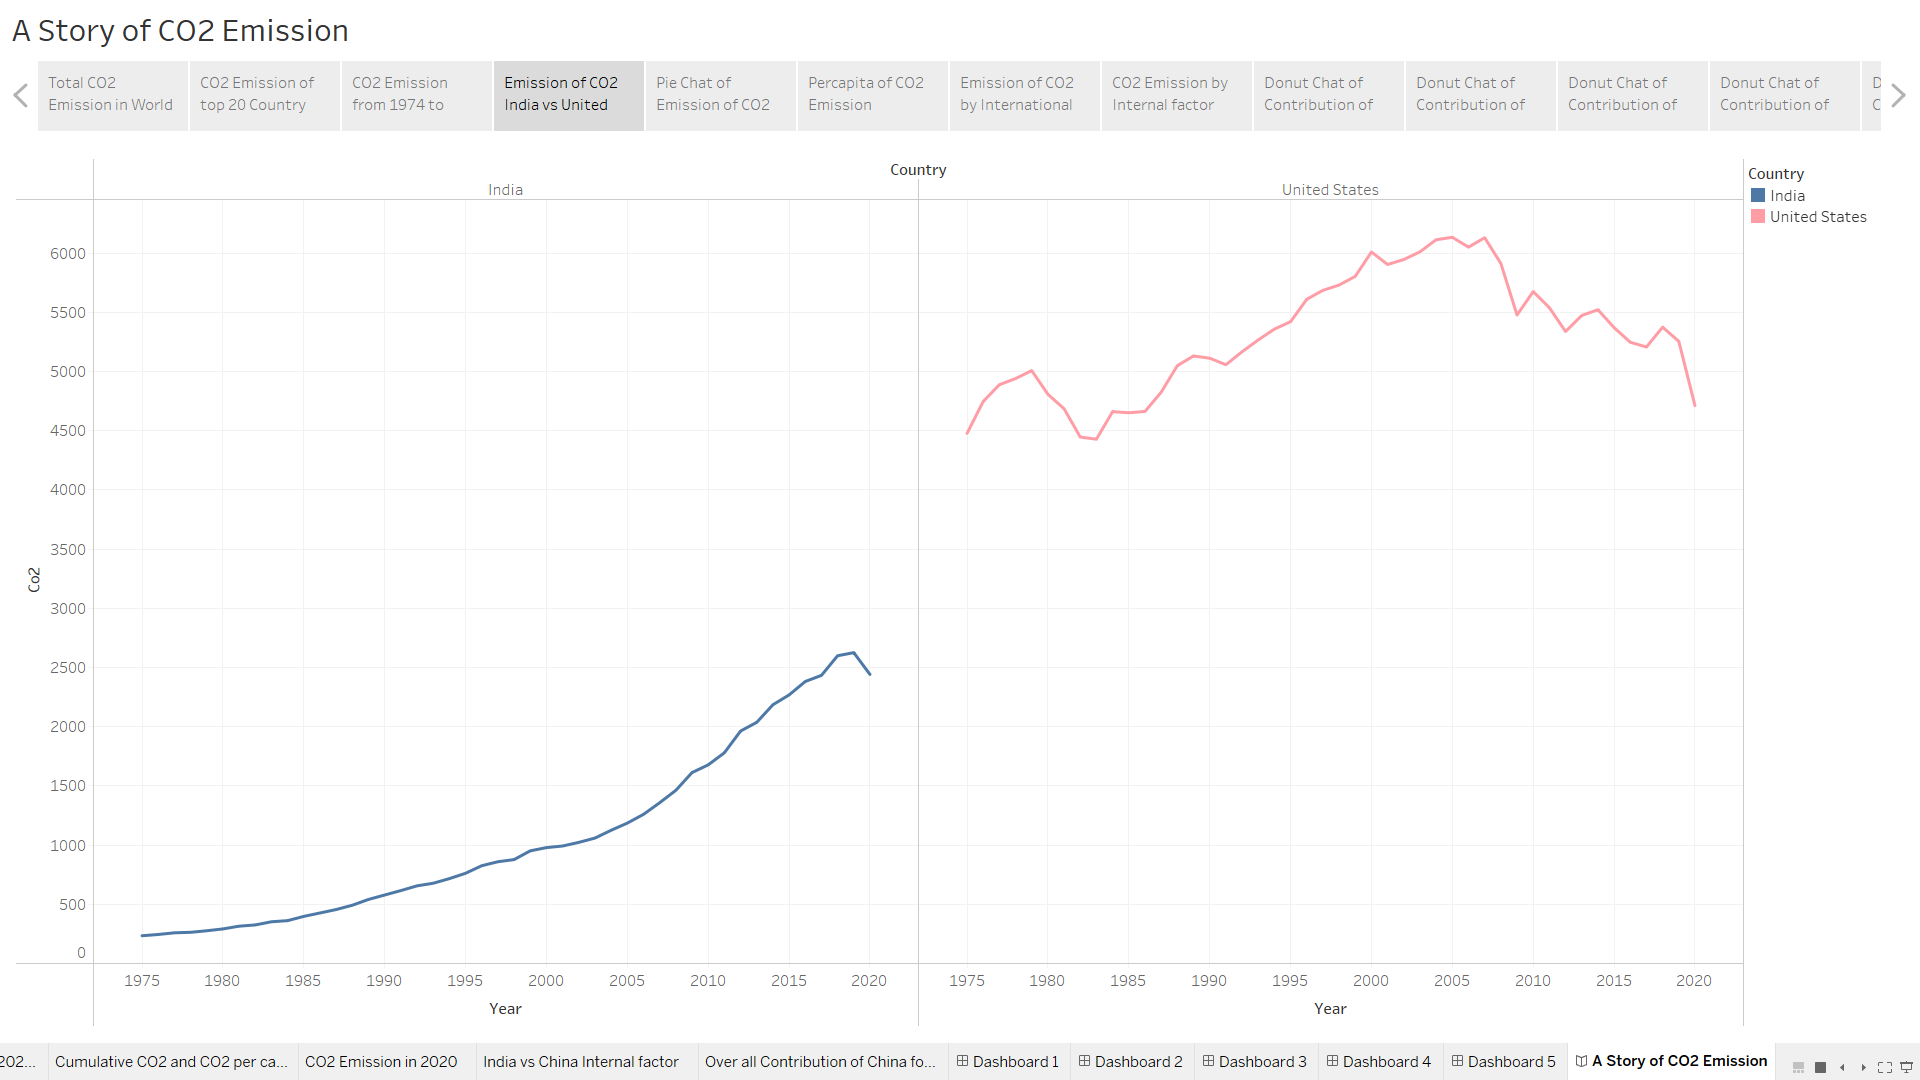 A Story of CO2 Emission
Total CO2
Emission in World
CO2 Emission of
top 20 Country
CO2 Emission
from 1974 to
Emission of CO2
India vs United
Pie Chat of
Emission of CO2
Percapita of CO2
Emission
Emission of CO2
by International
CO2 Emission by
Internal factor
Donut Chat of
Contribution of
Donut Chat of
Contribution of
Donut Chat of
Contribution of
Donut Chat of
Contribution of
D
C
Country
India
United States
Country
India
United States
Co2
6000
5500
5000
4500
4000
3500
3000
2500
2000
1500
1000
500
0
1975 1980 1985 1990 1995 2000 2005 2010 2015 2020
1975 1980 1985 1990 1995 2000 2005 2010 2015 2020
Year
Year
202... Cumulative CO2 and CO2 per ca... CO2 Emission in 2020 India vs China Internal factor Over all Contribution of China fo... Dashboard 1 Dashboard 2 Dashboard 3 Dashboard 4 Dashboard 5 A Story of CO2 Emission